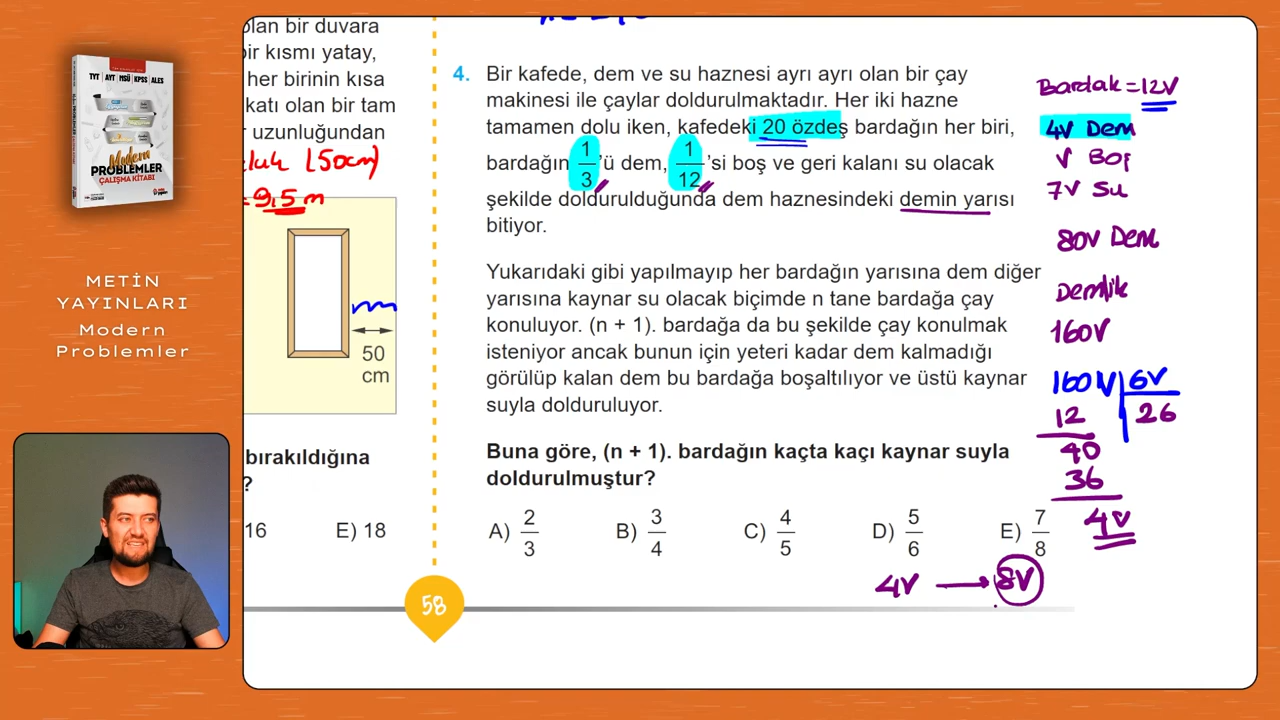 TYT | AYT | MSÜ | KPSS | ALES
Modern
PROBLEMLER
ÇALIŞMA KİTABI
METİN
YAYINLARI
Modern
Problemler
olan bir duvara
bir kısmı yatay,
her birinin kısa
katı olan bir tam
r uzunluğundan
luk (50cm)
= 9,5 m
m
50
cm
bırakıldığına
?
16 E) 18
4. Bir kafede, dem ve su haznesi ayrı ayrı olan bir çay
makinesi ile çaylar doldurulmaktadır. Her iki hazne
tamamen dolu iken, kafedeki 20 özdeş bardağın her biri,
bardağın 1/3'ü dem, 1/12'si boş ve geri kalanı su olacak
şekilde doldurulduğunda dem haznesindeki demin yarısı
bitiyor.
Yukarıdaki gibi yapılmayıp her bardağın yarısına dem diğer
yarısına kaynar su olacak biçimde n tane bardağa çay
konuluyor. (n + 1). bardağa da bu şekilde çay konulmak
isteniyor ancak bunun için yeteri kadar dem kalmadığı
görülüp kalan dem bu bardağa boşaltılıyor ve üstü kaynar
suyla dolduruluyor.
Buna göre, (n + 1). bardağın kaçta kaçı kaynar suyla
doldurulmuştur?
A) 2/3 B) 3/4 C) 4/5 D) 5/6 E) 7/8
4V → 8V
58
Bardak = 12V
4V Dem
V Boş
7V Su
80V Dem
Demlik
160V
160V | 6V
12 26
40
36
4V